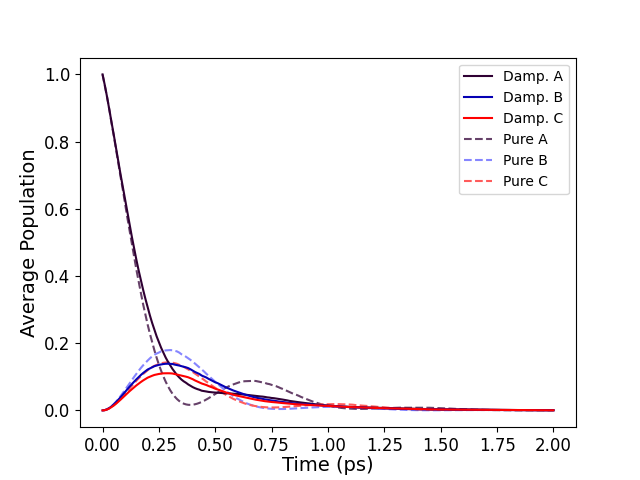 Damp. A
Damp. B
Damp. C
Pure A
Pure B
Pure C
Average Population
1.0
0.8
0.6
0.4
0.2
0.0
0.00 0.25 0.50 0.75 1.00 1.25 1.50 1.75 2.00
Time (ps)